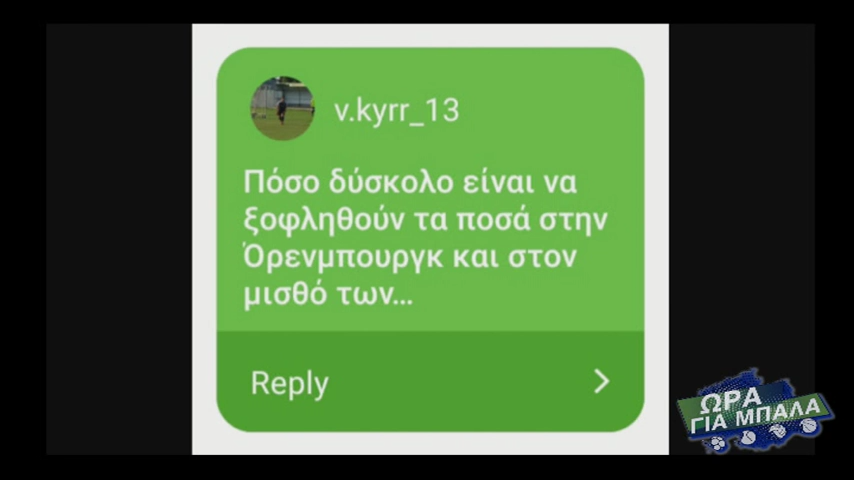 v.kyrr_13
Πόσο δύσκολο είναι να
ξοφληθούν τα ποσά στην
Όρενμπουργκ και στον
μισθό των...
Reply
ΩΡΑ
ΓΙΑ ΜΠΑΛΑ